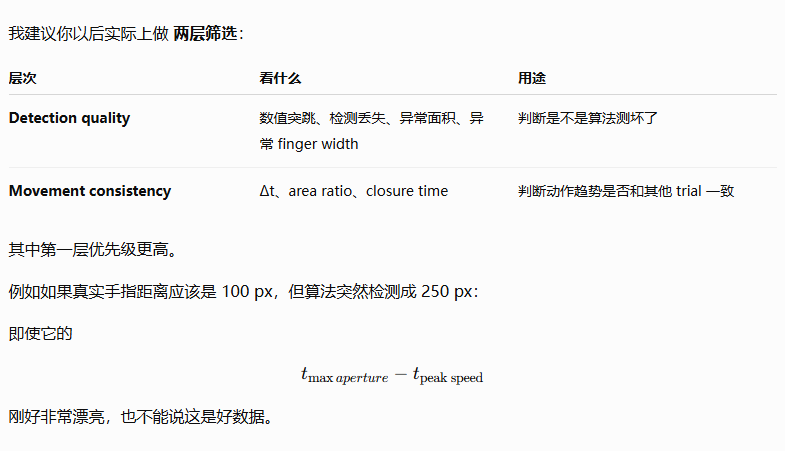 我建议你以后实际上做 两层筛选：
层次 看什么 用途
Detection quality 数值突跳、检测丢失、异常面积、异 判断是不是算法测坏了
常 finger width
Movement consistency Δt、area ratio、closure time 判断动作趋势是否和其他 trial 一致
其中第一层优先级更高。
例如如果真实手指距离应该是 100 px，但算法突然检测成 250 px：
即使它的
t_{max aperture} − t_{peak speed}
刚好非常漂亮，也不能说这是好数据。